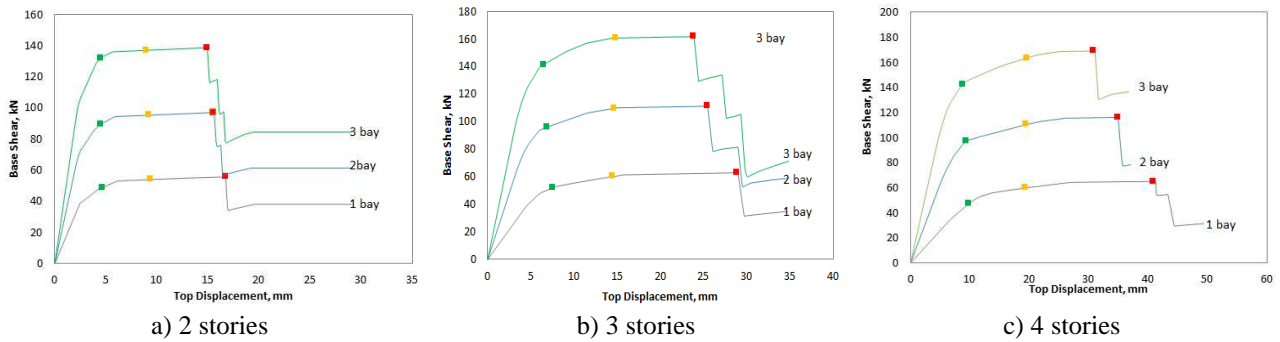 160
140
120
100
80
60
40
20
0
Base Shear, kN
0 5 10 15 20 25 30 35
Top Displacement, mm
3 bay
2bay
1 bay
a) 2 stories
180
160
140
120
100
80
60
40
20
0
Base Shear, kN
0 5 10 15 20 25 30 35 40
Top Displacement, mm
3 bay
3 bay
2 bay
1 bay
b) 3 stories
200
180
160
140
120
100
80
60
40
20
0
Base Shear, kN
0 10 20 30 40 50 60
Top Displacement, mm
3 bay
2 bay
1 bay
c) 4 stories